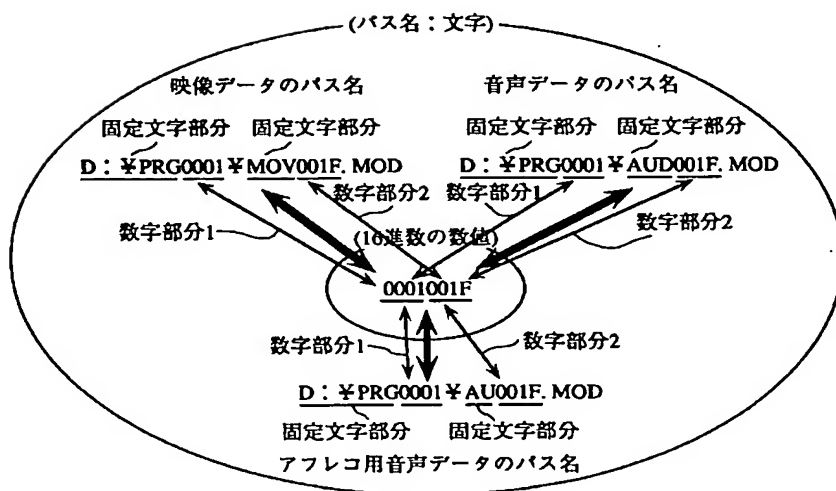 (パス名：文字)
映像データのパス名
音声データのパス名
固定文字部分 固定文字部分
固定文字部分 固定文字部分
D：¥PRG0001¥MOV001F. MOD
D：¥PRG0001¥AUD001F. MOD
数字部分2 数字部分1
数字部分1
(16進数の数値)
数字部分2
0001001F
数字部分1
数字部分2
D：¥PRG0001¥AU001F. MOD
固定文字部分 固定文字部分
アフレコ用音声データのパス名